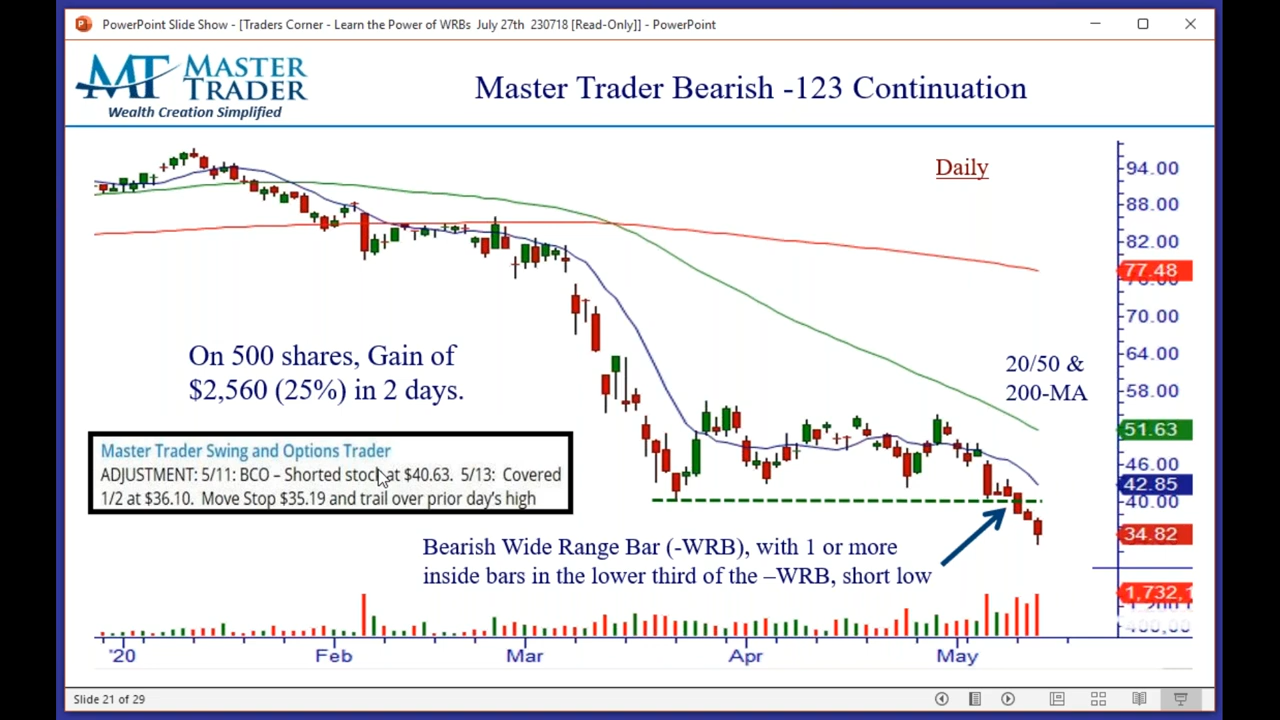 PowerPoint Slide Show - [Traders Corner - Learn the Power of WRBs July 27th 230718 [Read-Only]] - PowerPoint
MT MASTER TRADER
Wealth Creation Simplified
Master Trader Bearish -123 Continuation
Daily
94.00
88.00
82.00
77.48
70.00
64.00
58.00
51.63
46.00
42.85
40.00
34.82
1,732,1
20/50 &
200-MA
On 500 shares, Gain of
$2,560 (25%) in 2 days.
Master Trader Swing and Options Trader
ADJUSTMENT: 5/11: BCO – Shorted stock at $40.63. 5/13: Covered
1/2 at $36.10. Move Stop $35.19 and trail over prior day's high
Bearish Wide Range Bar (-WRB), with 1 or more
inside bars in the lower third of the –WRB, short low
'20 Feb Mar Apr May
Slide 21 of 29